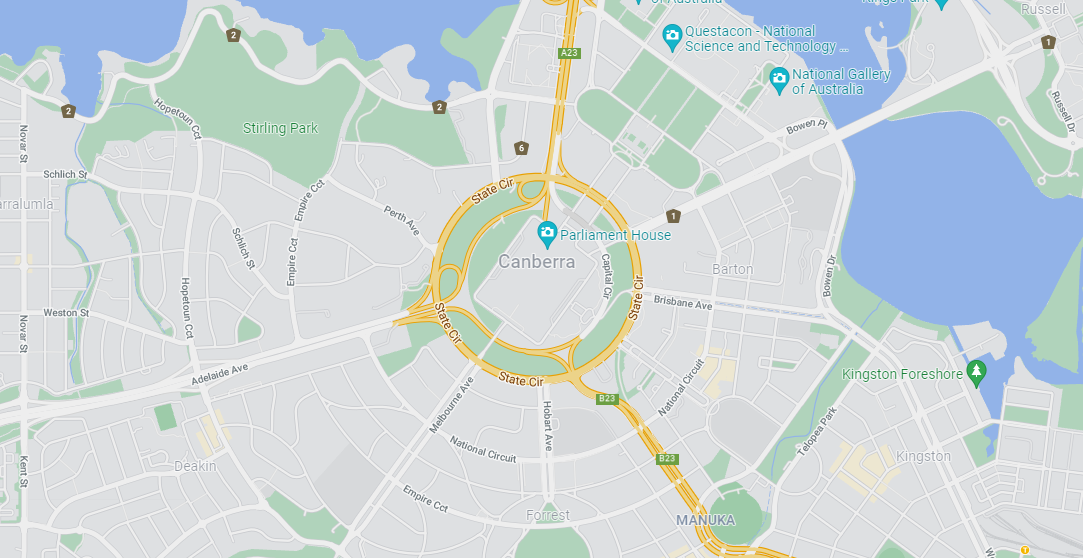 of Australia
Kings Park
Russell
Questacon - National
Science and Technology ...
2
A23
1
National Gallery
of Australia
2
2
Hopetoun Cct
Russell Dr
Stirling Park
Bowen Pl
Novar St
6
Schlich St
State Cir
Empire Cct
arralumla
Perth Ave
1
Parliament House
Schlich St
Empire Cct
Canberra
Capital Cir
Barton
Bowen Dr
Hopetoun Cct
State Cir
Brisbane Ave
Weston St
Novar St
State Cir
Adelaide Ave
Kingston Foreshore
State Cir
National Circuit
Melbourne Ave
B23
Hobart Ave
Telopea Park
National Circuit
B23
Kingston
Deakin
Kent St
Empire Cct
Forrest
MANUKA